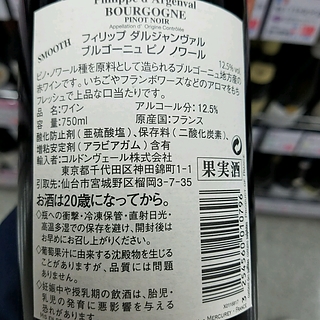 Philippe d'Argenval
BOURGOGNE
PINOT NOIR
Appellation d'Origine Contrôlée
SMOOTH
フィリップ ダルジャンヴァル
ブルゴーニュ ピノ ノワール
12.5% vol
ピノ・ノワール種を原料として造られるブルゴーニュ地方産の
赤ワインです。いちごやフランボワーズなどのアロマをもち
フレッシュで上品な口当たりです。
品名:ワイン アルコール分:12.5%
容量:750ml 原産国:フランス
酸化防止剤(亜硫酸塩)、保存料(二酸化炭素)、
増粘安定剤(アラビアガム)含有
輸入者:コルドンヴェール株式会社
東京都千代田区神田錦町1-1
引取先:仙台市宮城野区榴岡3-7-35
果実酒
お酒は20歳になってから。
◇瓶への衝撃・冷凍保管・直射日光・
高温多湿での保存を避け、開封後は
お早めにお召し上がり下さい。
◇葡萄果汁に由来する沈殿物を生じ
ることがありますが、品質には問題
ありません。
◇妊娠中や授乳期の飲酒は、胎児・
乳児の発育に悪影響を与える